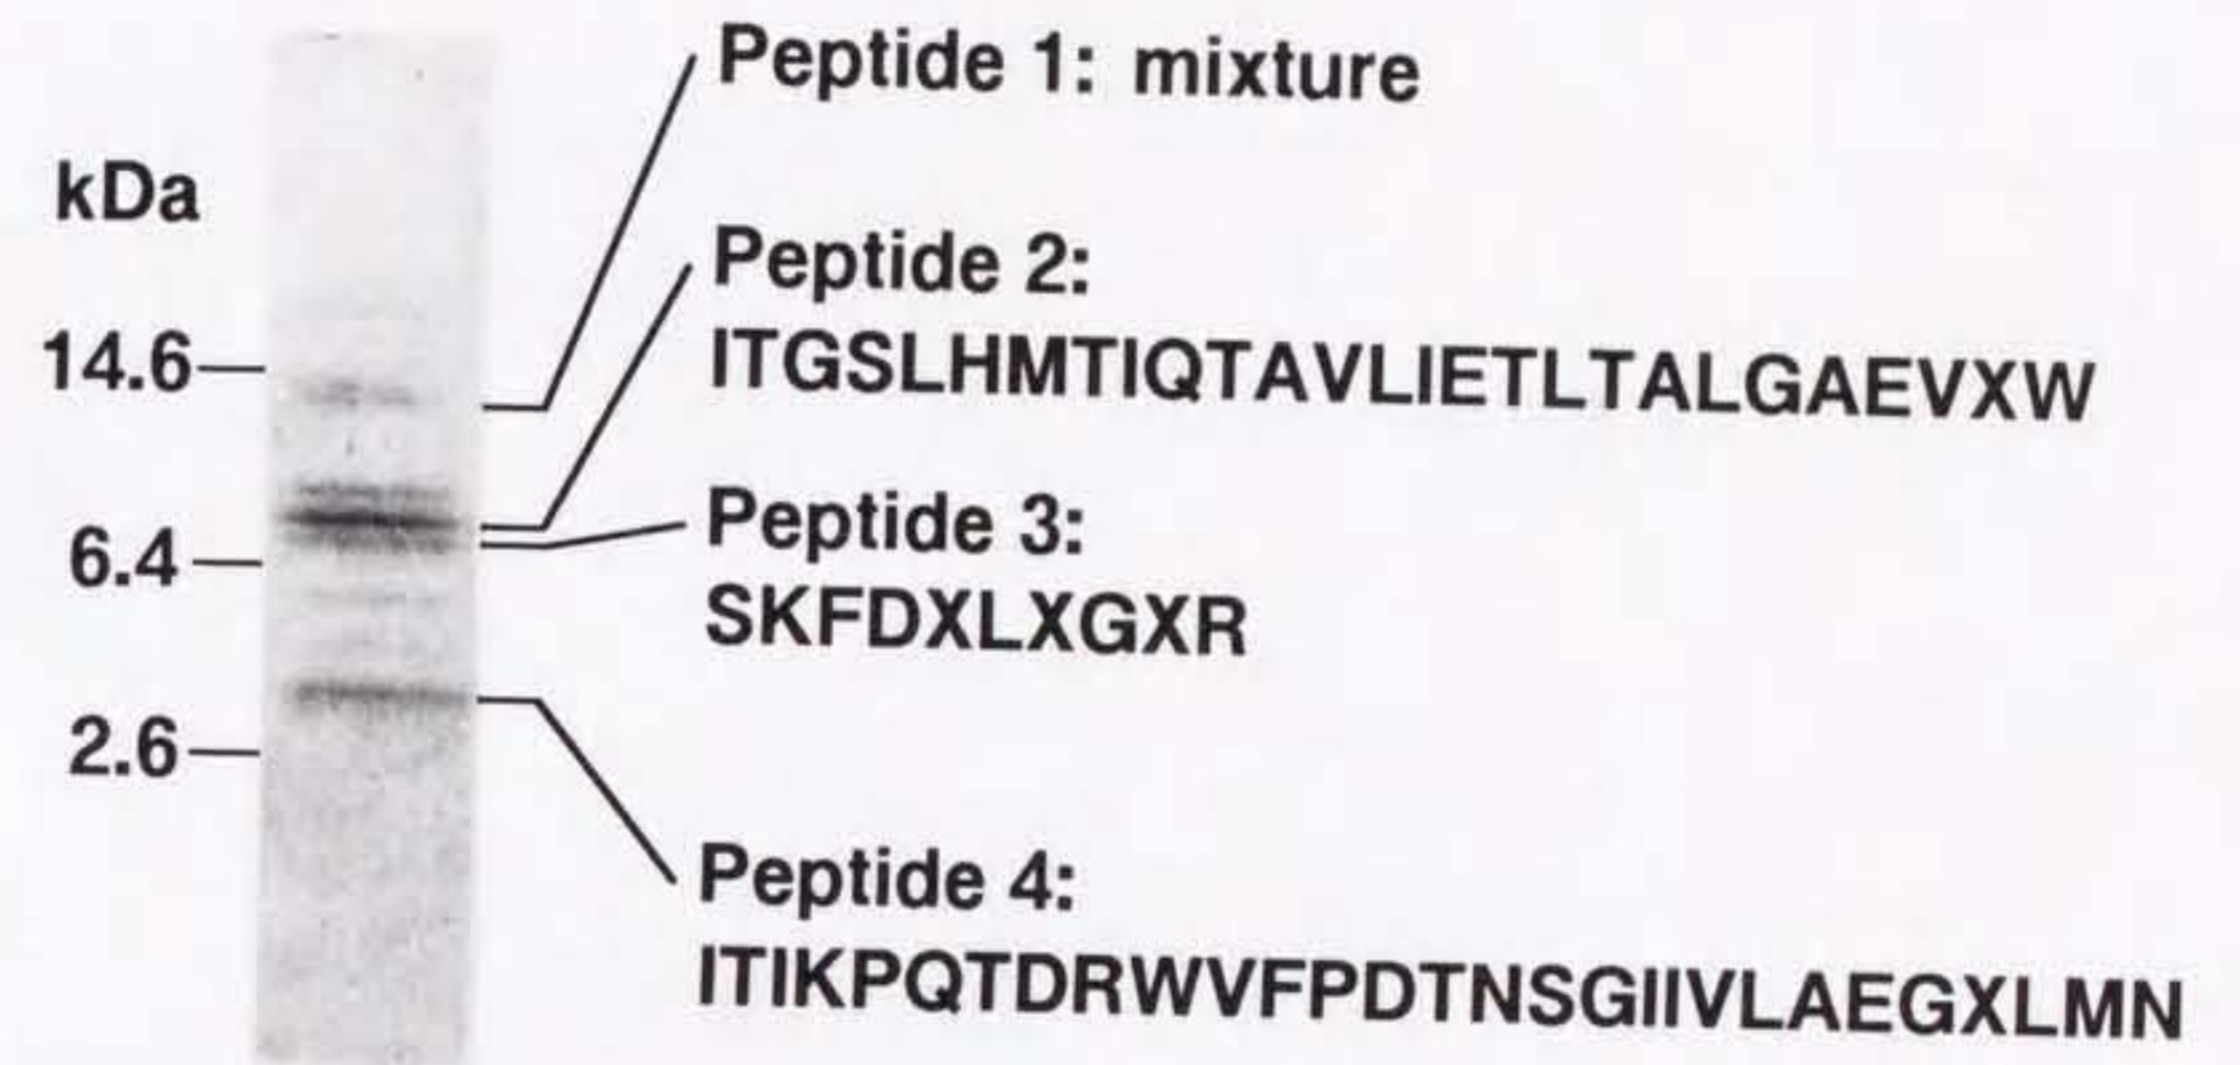 Peptide 1: mixture
kDa
Peptide 2:
14.6
ITGSLHMTIQTAVLIETLTALGAEVXW
Peptide 3:
6.4
SKFDXLXGXR
2.6
Peptide 4:
ITIKPQTDRWVFPDTNSGIIVLAEGXLMN